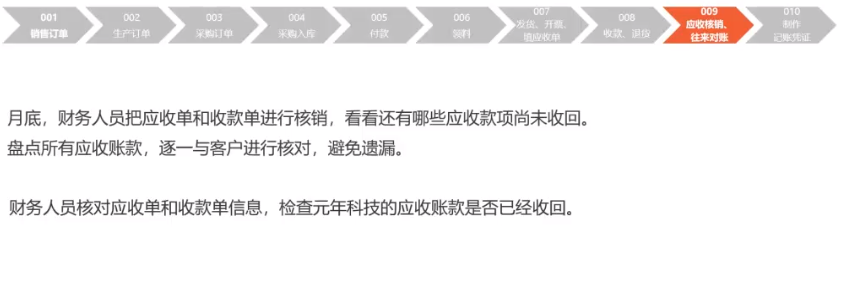 001
销售订单
002
生产订单
003
采购订单
004
采购入库
005
付款
006
领料
007
发货、开票、
填应收单
008
收款、退货
009
应收核销、
往来对账
010
制作
记账凭证
月底，财务人员把应收单和收款单进行核销，看看还有哪些应收款项尚未收回。
盘点所有应收账款，逐一与客户进行核对，避免遗漏。
财务人员核对应收单和收款单信息，检查元年科技的应收账款是否已经收回。